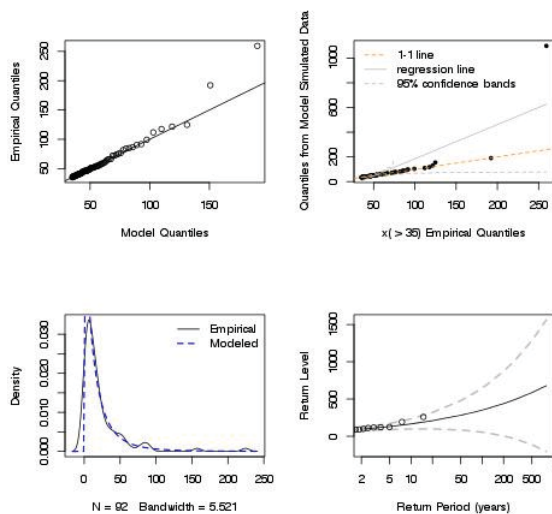 Empirical Quantiles
50 100 150 200 250
50 100 150
Model Quantiles
Quantiles from Model Simulated Data
0 200 600 1000
1-1 line
regression line
95% confidence bands
50 100 150 200 250
x( > 35) Empirical Quantiles
Density
0.000 0.010 0.020 0.030
Empirical
Modeled
0 50 100 150 200 250
N = 92 Bandwidth = 5.521
Return Level
0 500 1000 1500
2 5 10 20 50 200 500
Return Period (years)